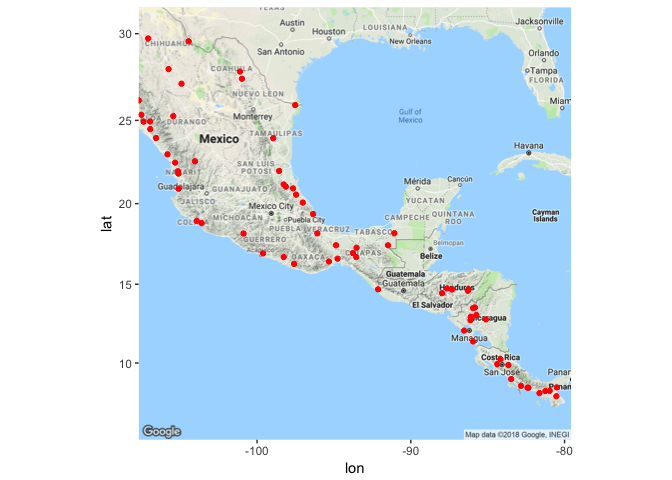 TEXAS
Austin
Houston
San Antonio
LOUISIANA
New Orleans
Jacksonville
Orlando
Tampa
FLORIDA
Miam
CHIHUAHUA
COAHUILA
NUEVO LEON
Monterrey
Gulf of
Mexico
DURANGO
Mexico
TAMAULIPAS
Havana
SAN LUIS
POTOSI
NAYARIT
Guadalajara
GUANAJUATO
JALISCO
Mexico City
MICHOACÁN
Puebla City
PUEBLA
VERACRUZ
COLIMA
GUERRERO
Acapulco
OAXACA
TABASCO
CHIAPAS
Mérida
Cancún
YUCATAN
CAMPECHE
QUINTANA
ROO
Cayman
Islands
Belmopan
Belize
Guatemala
Guatemala
Honduras
El Salvador
Nicaragua
Managua
Costa Rica
San José
Panar
Panam
Google
Map data ©2018 Google, INEGI
30
25
20
15
10
-100
-90
-80
lon
lat